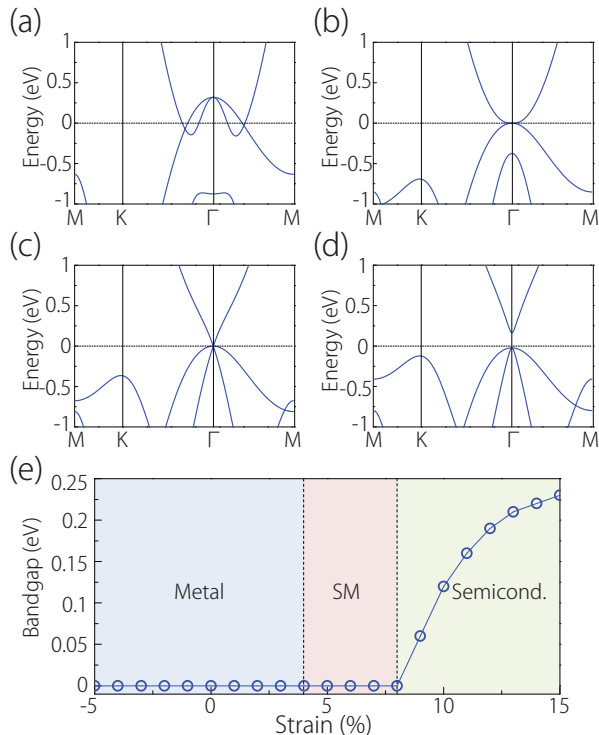 (a)
(b)
1
0.5
0
-0.5
-1
Energy (eV)
M K Γ M
1
0.5
0
-0.5
-1
Energy (eV)
M K Γ M
(c)
(d)
1
0.5
0
-0.5
-1
Energy (eV)
M K Γ M
1
0.5
0
-0.5
-1
Energy (eV)
M K Γ M
(e)
0.25
0.2
0.15
0.1
0.05
0
Bandgap (eV)
Metal SM Semicond.
-5 0 5 10 15
Strain (%)